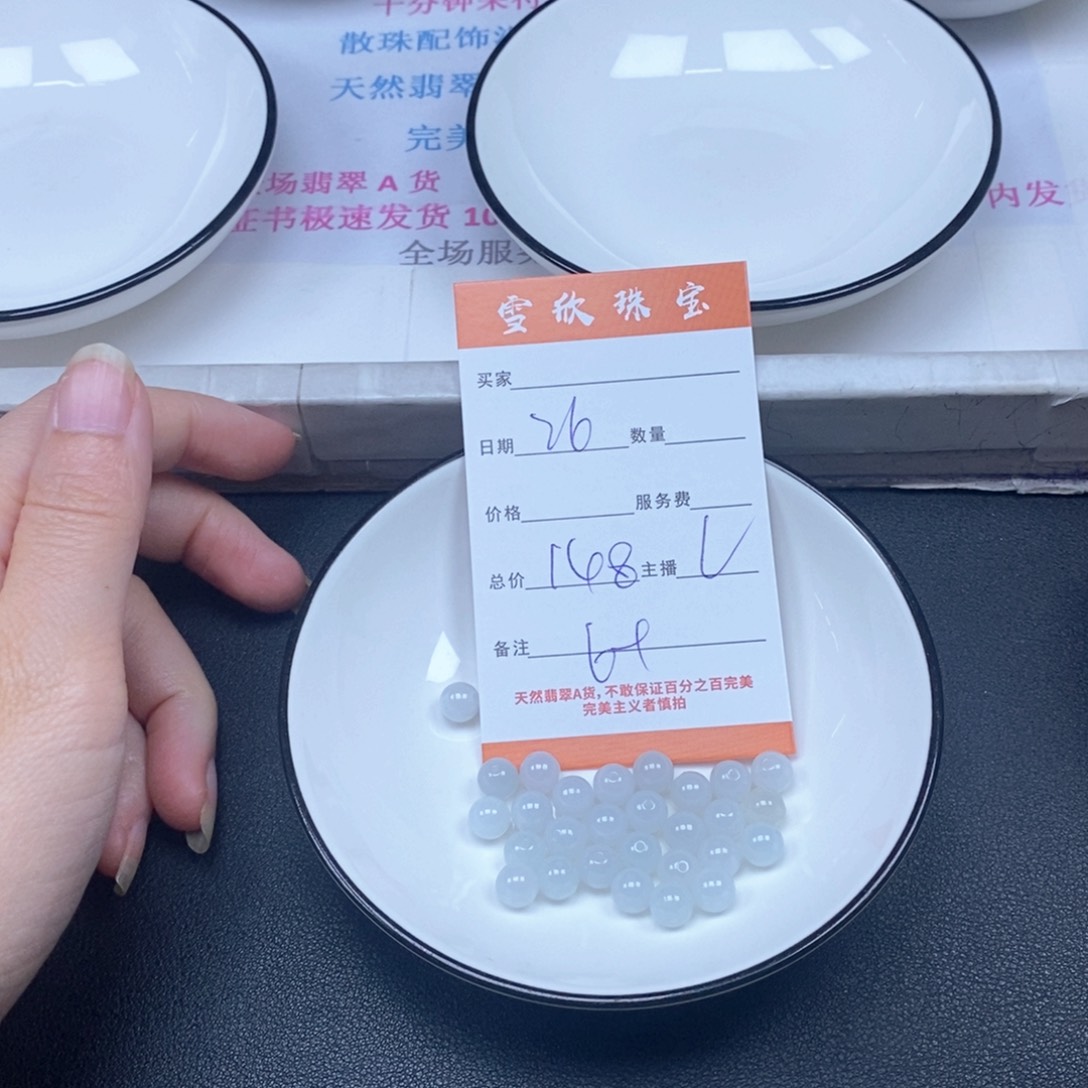 散珠配饰
天然翡翠
完美
场翡翠 A 货
证书极速发货 10
内发
全场服
雪欣珠宝
买家
日期 26 数量
价格 服务费
总价 168 主播
备注
天然翡翠A货,不敢保证百分之百完美
完美主义者慎拍